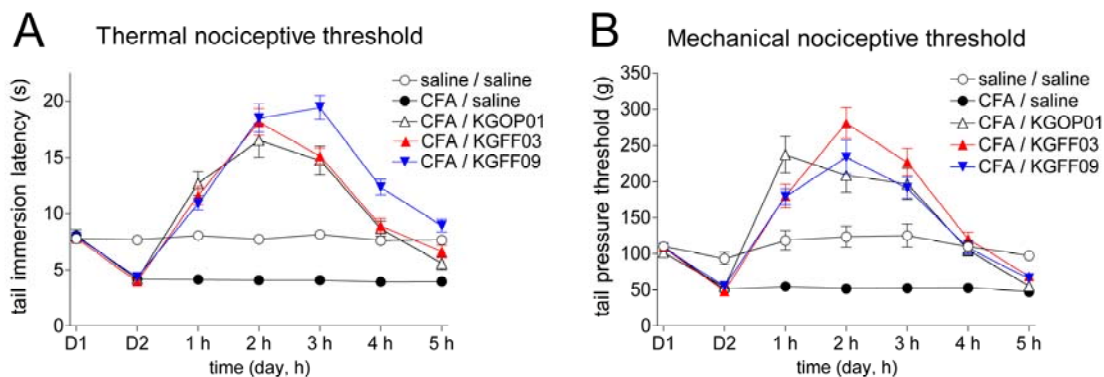 A
Thermal nociceptive threshold
tail immersion latency (s)
20
15
10
5
0
D1 D2 1 h 2 h 3 h 4 h 5 h
time (day, h)
saline / saline
CFA / saline
CFA / KGOP01
CFA / KGFF03
CFA / KGFF09
B
Mechanical nociceptive threshold
tail pressure threshold (g)
350
300
250
200
150
100
50
0
D1 D2 1 h 2 h 3 h 4 h 5 h
time (day, h)
saline / saline
CFA / saline
CFA / KGOP01
CFA / KGFF03
CFA / KGFF09